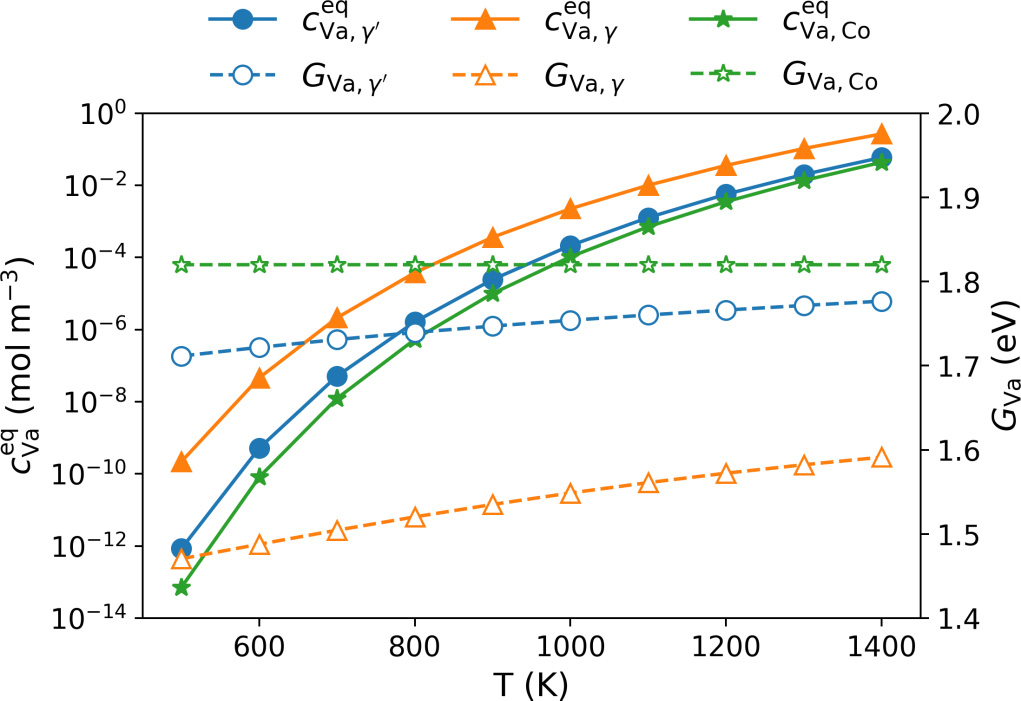 c^eq_Va, γ′ c^eq_Va, γ c^eq_Va, Co
G_Va, γ′ G_Va, γ G_Va, Co
10^0
10^−2
10^−4
10^−6
10^−8
10^−10
10^−12
10^−14
c^eq_Va (mol m^−3)
2.0
1.9
1.8
1.7
1.6
1.5
1.4
G_Va (eV)
600 800 1000 1200 1400
T (K)